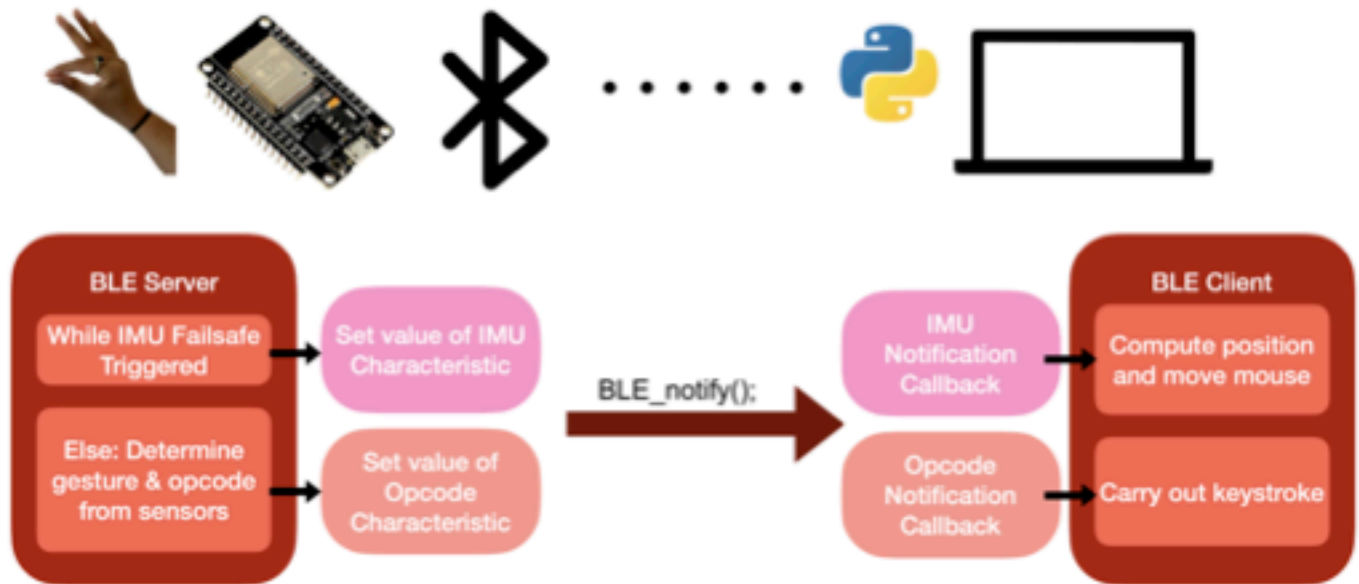 BLE Server
While IMU Failsafe
Triggered
Else: Determine
gesture & opcode
from sensors
Set value of IMU
Characteristic
Set value of
Opcode
Characteristic
BLE_notify();
IMU
Notification
Callback
Opcode
Notification
Callback
BLE Client
Compute position
and move mouse
Carry out keystroke